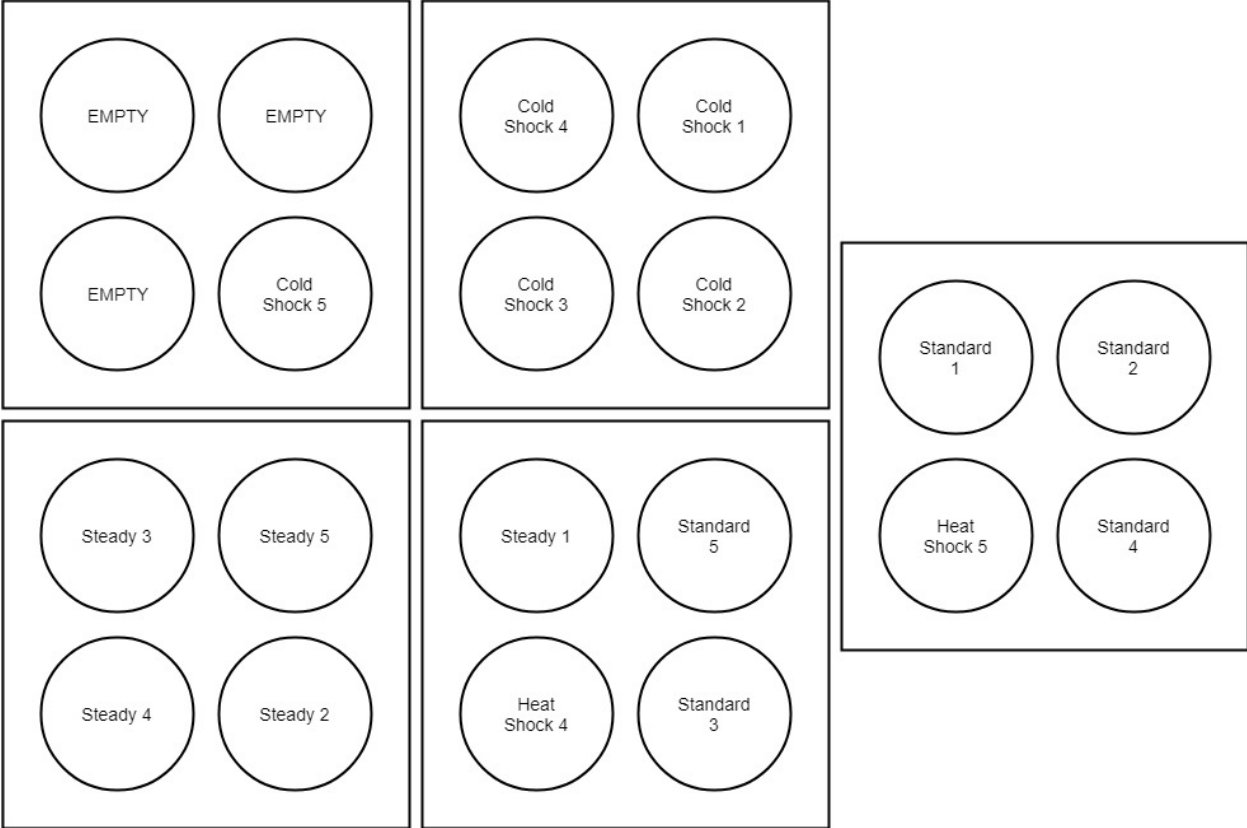 EMPTY
EMPTY
EMPTY
Cold
Shock 5
Cold
Shock 4
Cold
Shock 1
Cold
Shock 3
Cold
Shock 2
Steady 3
Steady 5
Steady 4
Steady 2
Steady 1
Standard
5
Heat
Shock 4
Standard
3
Standard
1
Standard
2
Heat
Shock 5
Standard
4